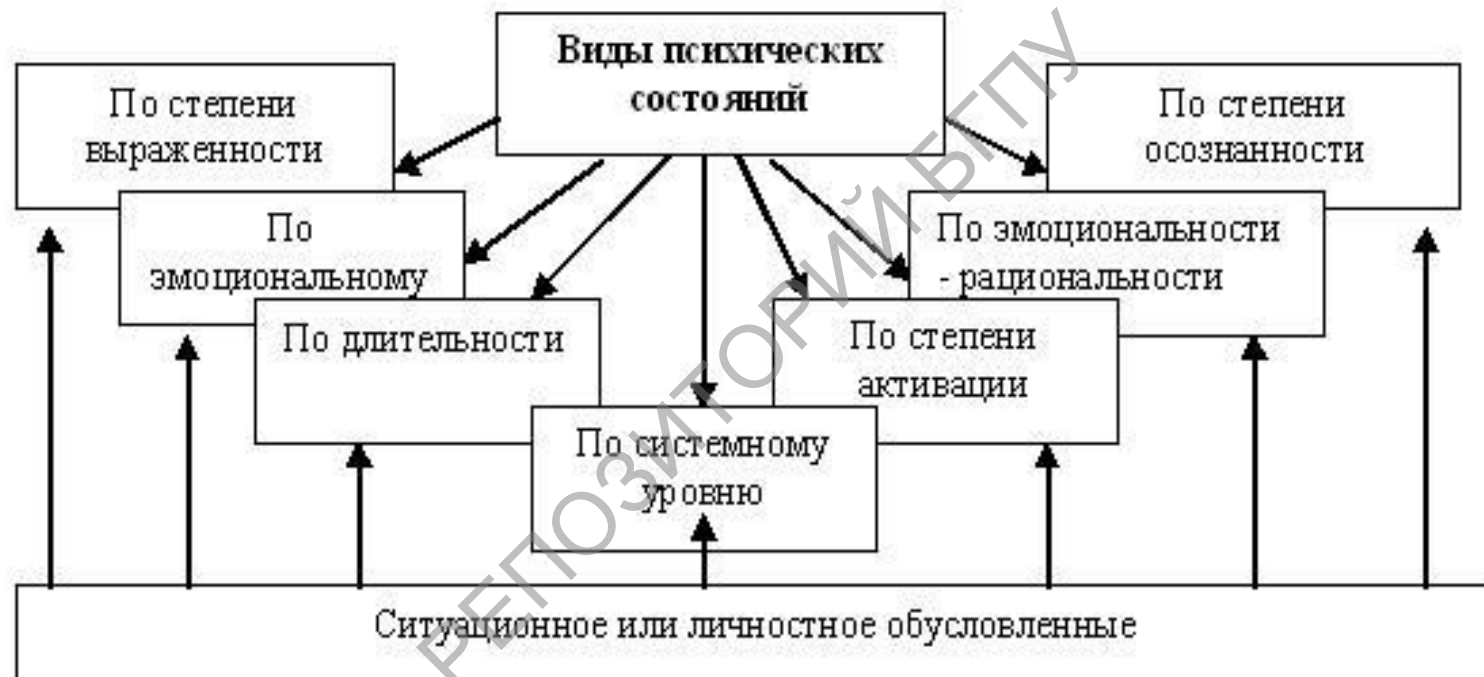 Виды психических
состояний
По степени
выраженности
По степени
осознанности
По
эмоциональному
По эмоциональности
- рациональности
По длительности
По степени
активации
По системному
уровню
Ситуационное или личностное обусловленные
РЕПОЗИТОРИЙ БГПУ